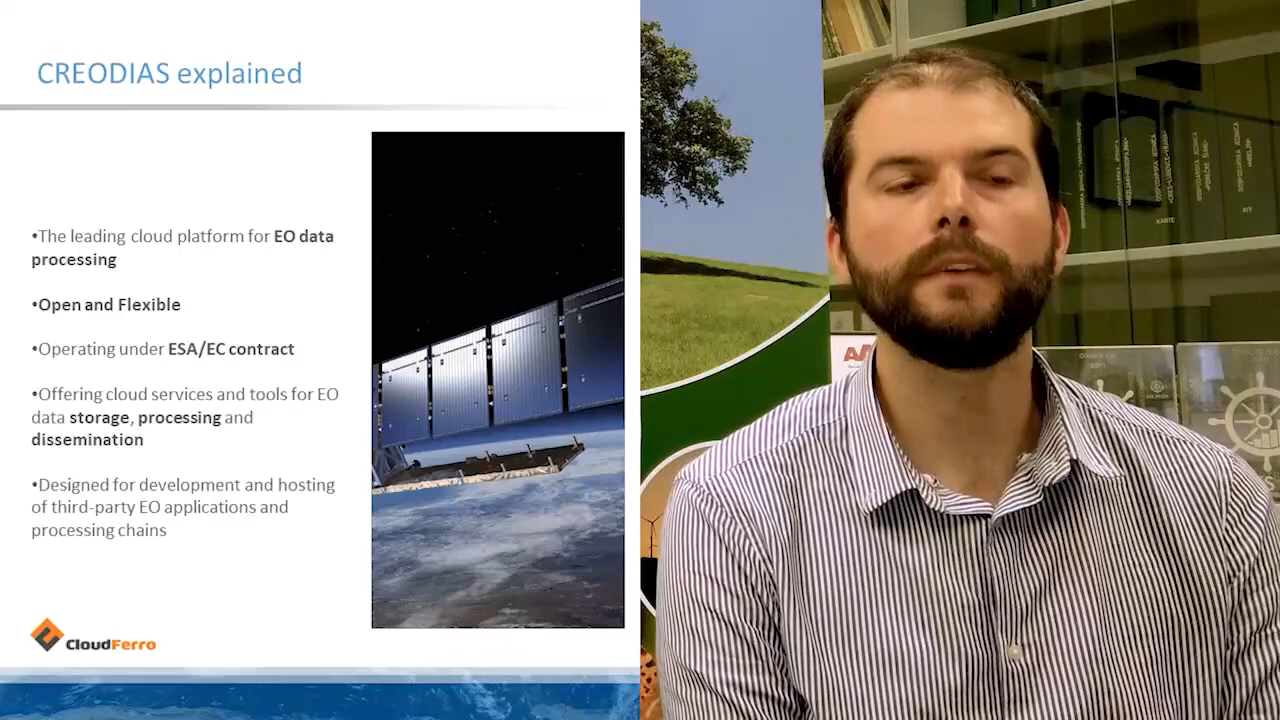 CREODIAS explained
•The leading cloud platform for EO data
processing
•Open and Flexible
•Operating under ESA/EC contract
•Offering cloud services and tools for EO
data storage, processing and
dissemination
•Designed for development and hosting
of third-party EO applications and
processing chains
CloudFerro
KARTE